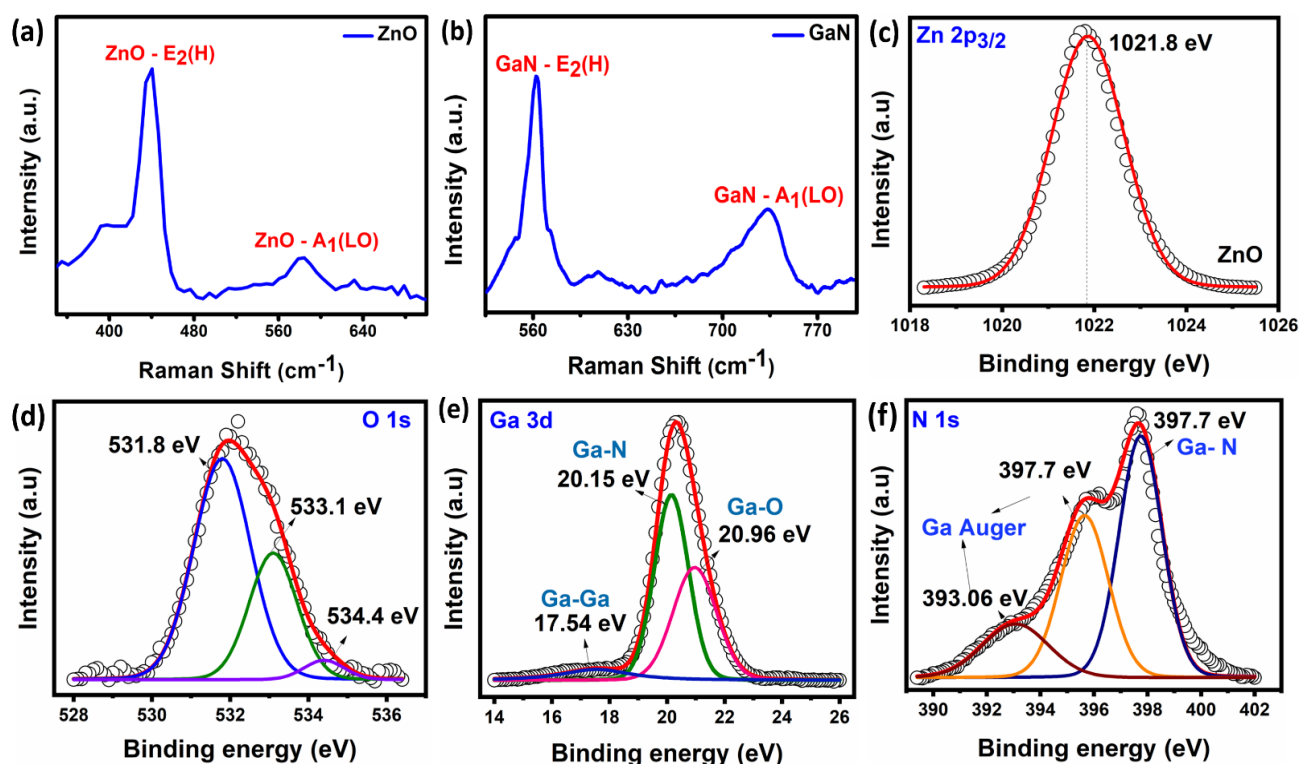 (a)
ZnO - E2(H)
ZnO
ZnO - A1(LO)
Internsity (a.u.)
400
480
560
640
Raman Shift (cm-1)
(b)
GaN
GaN - E2(H)
GaN - A1(LO)
Intensity (a.u)
560
630
700
770
Raman Shift (cm-1)
(c)
Zn 2p3/2
1021.8 eV
ZnO
Intensity (a.u.)
1018
1020
1022
1024
1026
Binding energy (eV)
(d)
O 1s
531.8 eV
533.1 eV
534.4 eV
Intensity (a.u)
528
530
532
534
536
Binding energy (eV)
(e)
Ga 3d
Ga-N
20.15 eV
Ga-O
20.96 eV
Ga-Ga
17.54 eV
Intensity (a.u)
14
16
18
20
22
24
26
Binding energy (eV)
(f)
N 1s
397.7 eV
Ga- N
397.7 eV
Ga Auger
393.06 eV
Intensity (a.u)
390
392
394
396
398
400
402
Binding energy (eV)